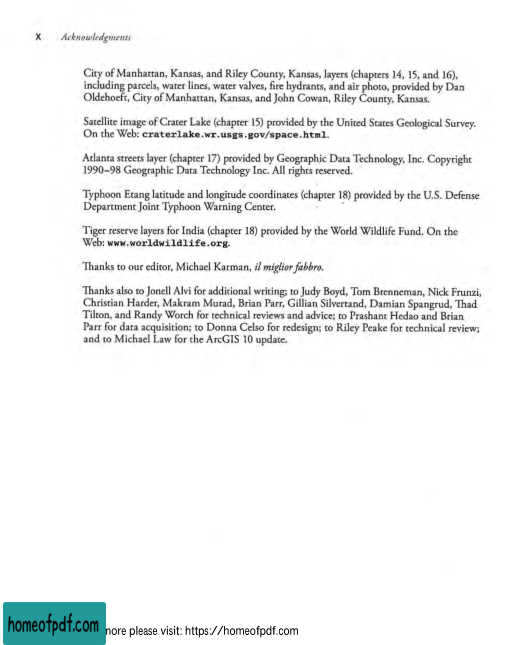 X Acknowledgments
City of Manhattan, Kansas, and Riley County, Kansas, layers (chapters 14, 15, and 16),
including parcels, water lines, water valves, fire hydrants, and air photo, provided by Dan
Oldehoeft, City of Manhattan, Kansas, and John Cowan, Riley County, Kansas.
Satellite image of Crater Lake (chapter 15) provided by the United States Geological Survey.
On the Web: craterlake.wr.usgs.gov/space.html.
Atlanta streets layer (chapter 17) provided by Geographic Data Technology, Inc. Copyright
1990–98 Geographic Data Technology Inc. All rights reserved.
Typhoon Etang latitude and longitude coordinates (chapter 18) provided by the U.S. Defense
Department Joint Typhoon Warning Center.
Tiger reserve layers for India (chapter 18) provided by the World Wildlife Fund. On the
Web: www.worldwildlife.org.
Thanks to our editor, Michael Karman, il miglior fabbro.
Thanks also to Jonell Alvi for additional writing; to Judy Boyd, Tom Brenneman, Nick Frunzi,
Christian Harder, Makram Murad, Brian Parr, Gillian Silvertand, Damian Spangrud, Thad
Tilton, and Randy Worch for technical reviews and advice; to Prashant Hedao and Brian
Parr for data acquisition; to Donna Celso for redesign; to Riley Peake for technical review;
and to Michael Law for the ArcGIS 10 update.
homeofpdf.com nore please visit: https://homeofpdf.com